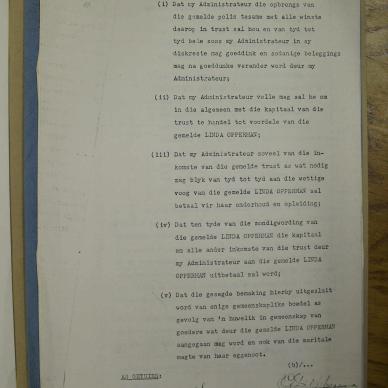 (i) Dat my Administrateur die opbrengs van
die gemelde polis tesame met alle winste
daarop in trust sal hou en van tyd tot
tyd belê soos my Administrateur in sy
diskresie mag goeddink en sodanige beleggings
mag na goeddunke verander word deur my
Administrateur;
(ii) Dat my Administrateur volle mag sal hê om
in die algemeen met die kapitaal van die
trust te handel tot voordele van die
gemelde LINDA OPPERMAN;
(iii) Dat my Administrateur soveel van die in-
komste van die gemelde trust as wat nodig
mag blyk van tyd tot tyd aan die wettige
voog van die gemelde LINDA OPPERMAN sal
betaal vir haar onderhoud en opleiding;
(iv) Dat ten tyde van die mondigwording van
die gemelde LINDA OPPERMAN die kapitaal
en alle ander inkomste van die trust deur
my Administrateur aan die gemelde LINDA
OPPERMAN uitbetaal sal word;
(v) Dat die gesegde bemaking hierby uitgesluit
word van enige gemeenskaplike boedel as
gevolg van 'n huwelik in gemeenskap van
goedere wat deur die gemelde LINDA OPPERMAN
aangegaan mag word en ook van die maritale
magte van haar eggenoot.
(b)/...
AS GETUIES: